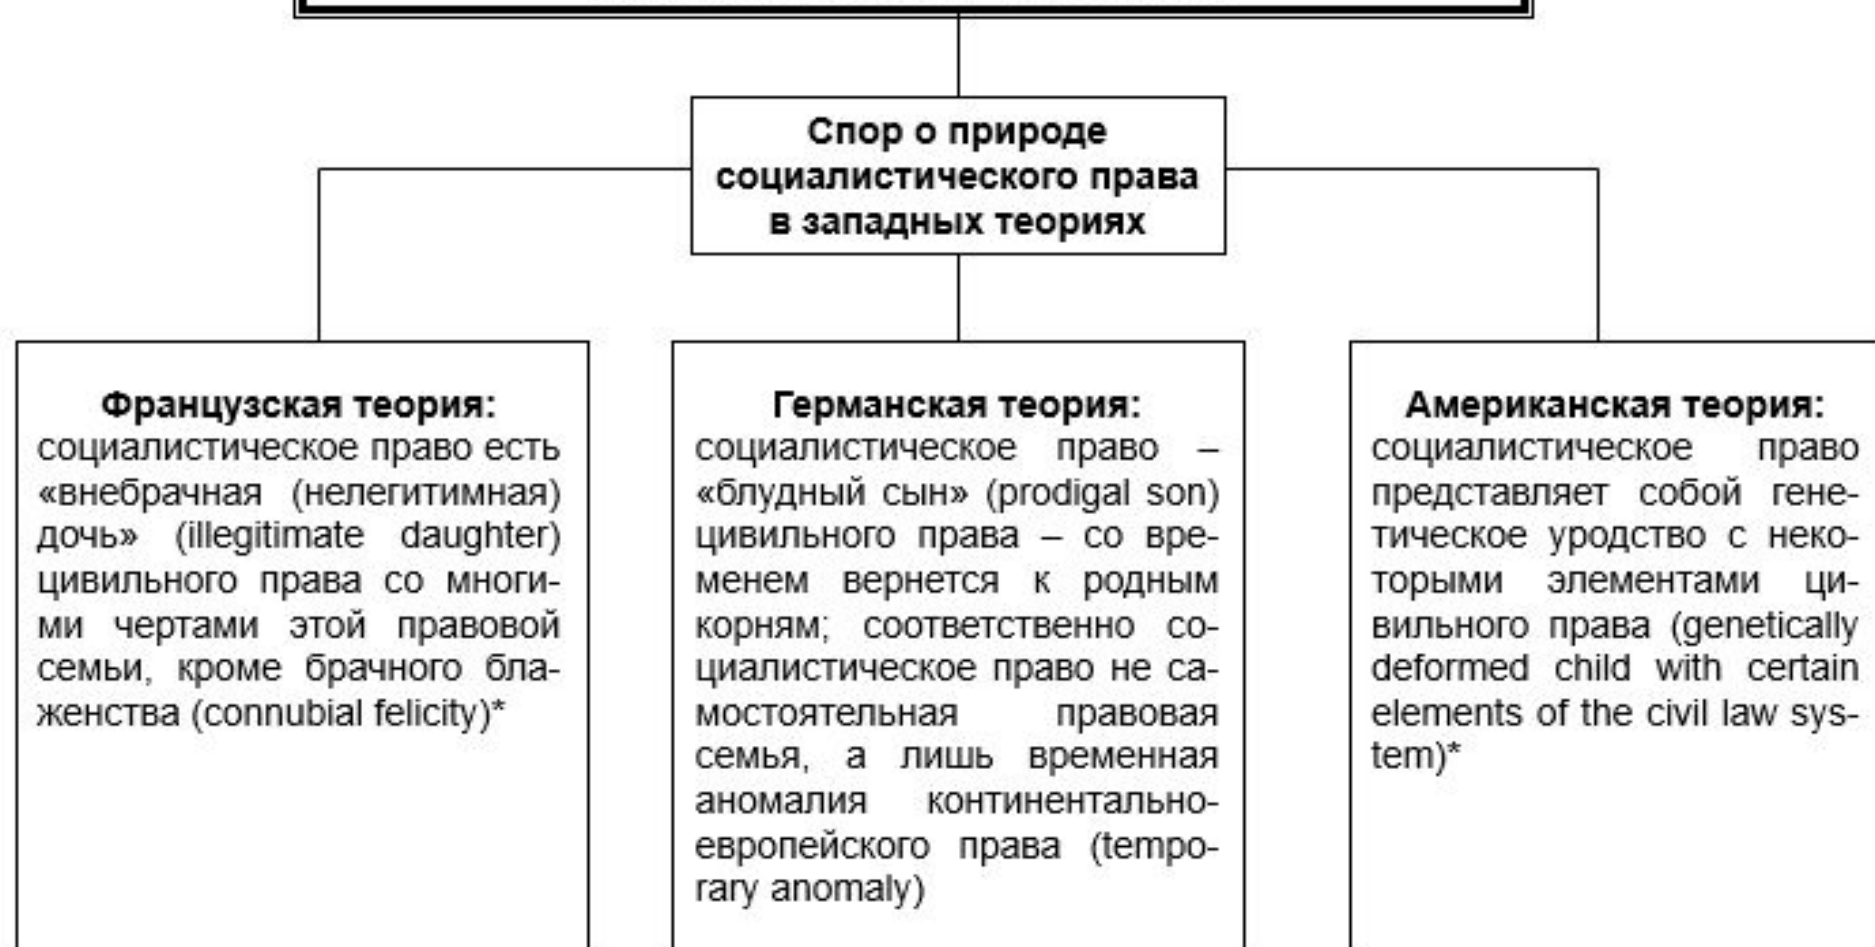 Спор о природе
социалистического права
в западных теориях
Французская теория:
социалистическое право есть
«внебрачная (нелегитимная)
дочь» (illegitimate daughter)
цивильного права со многи-
ми чертами этой правовой
семьи, кроме брачного бла-
женства (connubial felicity)*
Германская теория:
социалистическое право –
«блудный сын» (prodigal son)
цивильного права – со вре-
менем вернется к родным
корням; соответственно со-
циалистическое право не са-
мостоятельная правовая
семья, а лишь временная
аномалия континентально-
европейского права (tempo-
rary anomaly)
Американская теория:
социалистическое право
представляет собой гене-
тическое уродство с неко-
торыми элементами ци-
вильного права (genetically
deformed child with certain
elements of the civil law sys-
tem)*